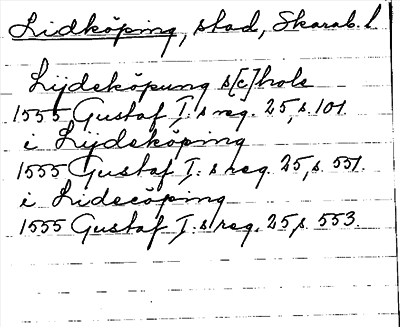 Lidköping, stad, Skarab. l.
Lijdeköpung s[c]hole
1555 Gustaf I:s reg. 25, s. 101.
i Lijdeköping
1555 Gustaf I:s reg. 25, s. 551.
i Lidecöping
1555 Gustaf I:s reg. 25, s. 553.